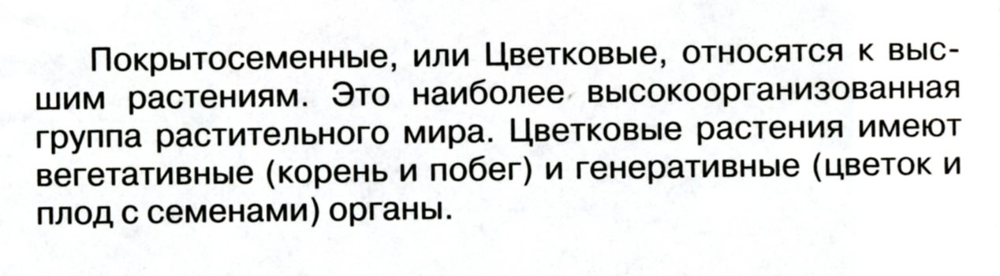 Покрытосеменные, или Цветковые, относятся к выс-
шим растениям. Это наиболее высокоорганизованная
группа растительного мира. Цветковые растения имеют
вегетативные (корень и побег) и генеративные (цветок и
плод с семенами) органы.